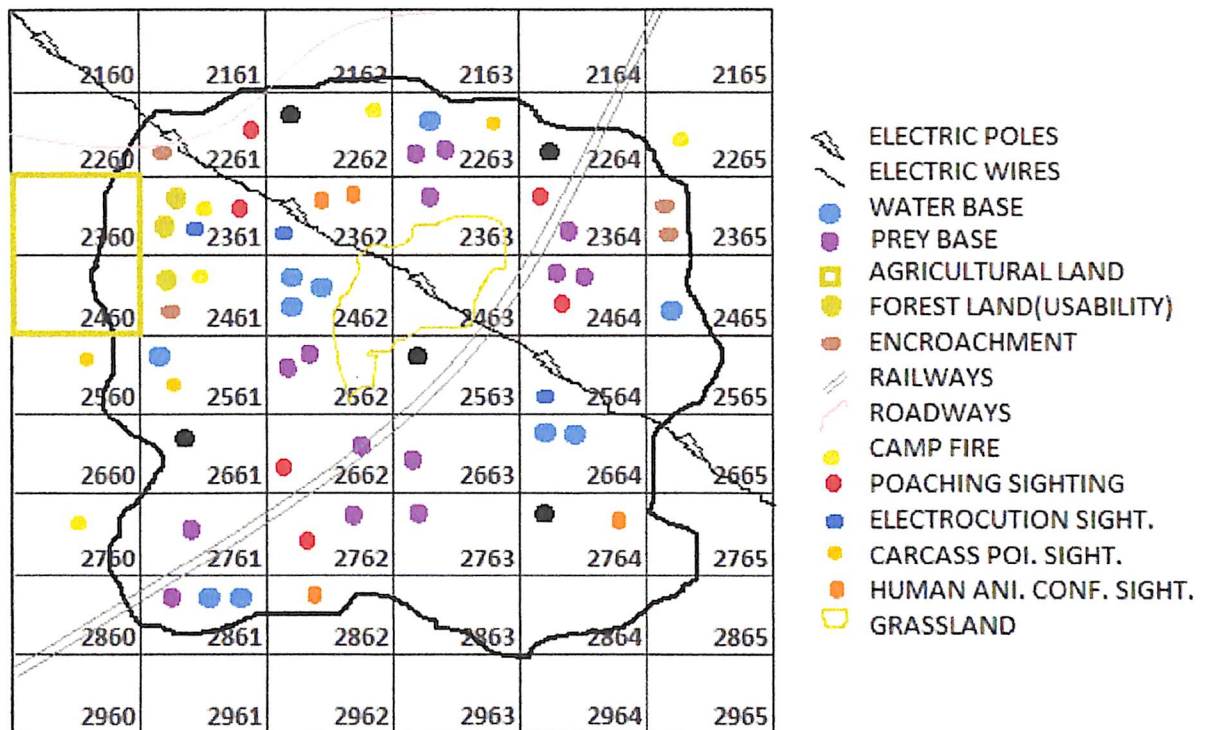 2160 2161 2162 2163 2164 2165
2260 2261 2262 2263 2264 2265
2360 2361 2362 2363 2364 2365
2460 2461 2462 2463 2464 2465
2560 2561 2562 2563 2564 2565
2660 2661 2662 2663 2664 2665
2760 2761 2762 2763 2764 2765
2860 2861 2862 2863 2864 2865
2960 2961 2962 2963 2964 2965
ELECTRIC POLES
ELECTRIC WIRES
WATER BASE
PREY BASE
AGRICULTURAL LAND
FOREST LAND(USABILITY)
ENCROACHMENT
RAILWAYS
ROADWAYS
CAMP FIRE
POACHING SIGHTING
ELECTROCUTION SIGHT.
CARCASS POI. SIGHT.
HUMAN ANI. CONF. SIGHT.
GRASSLAND